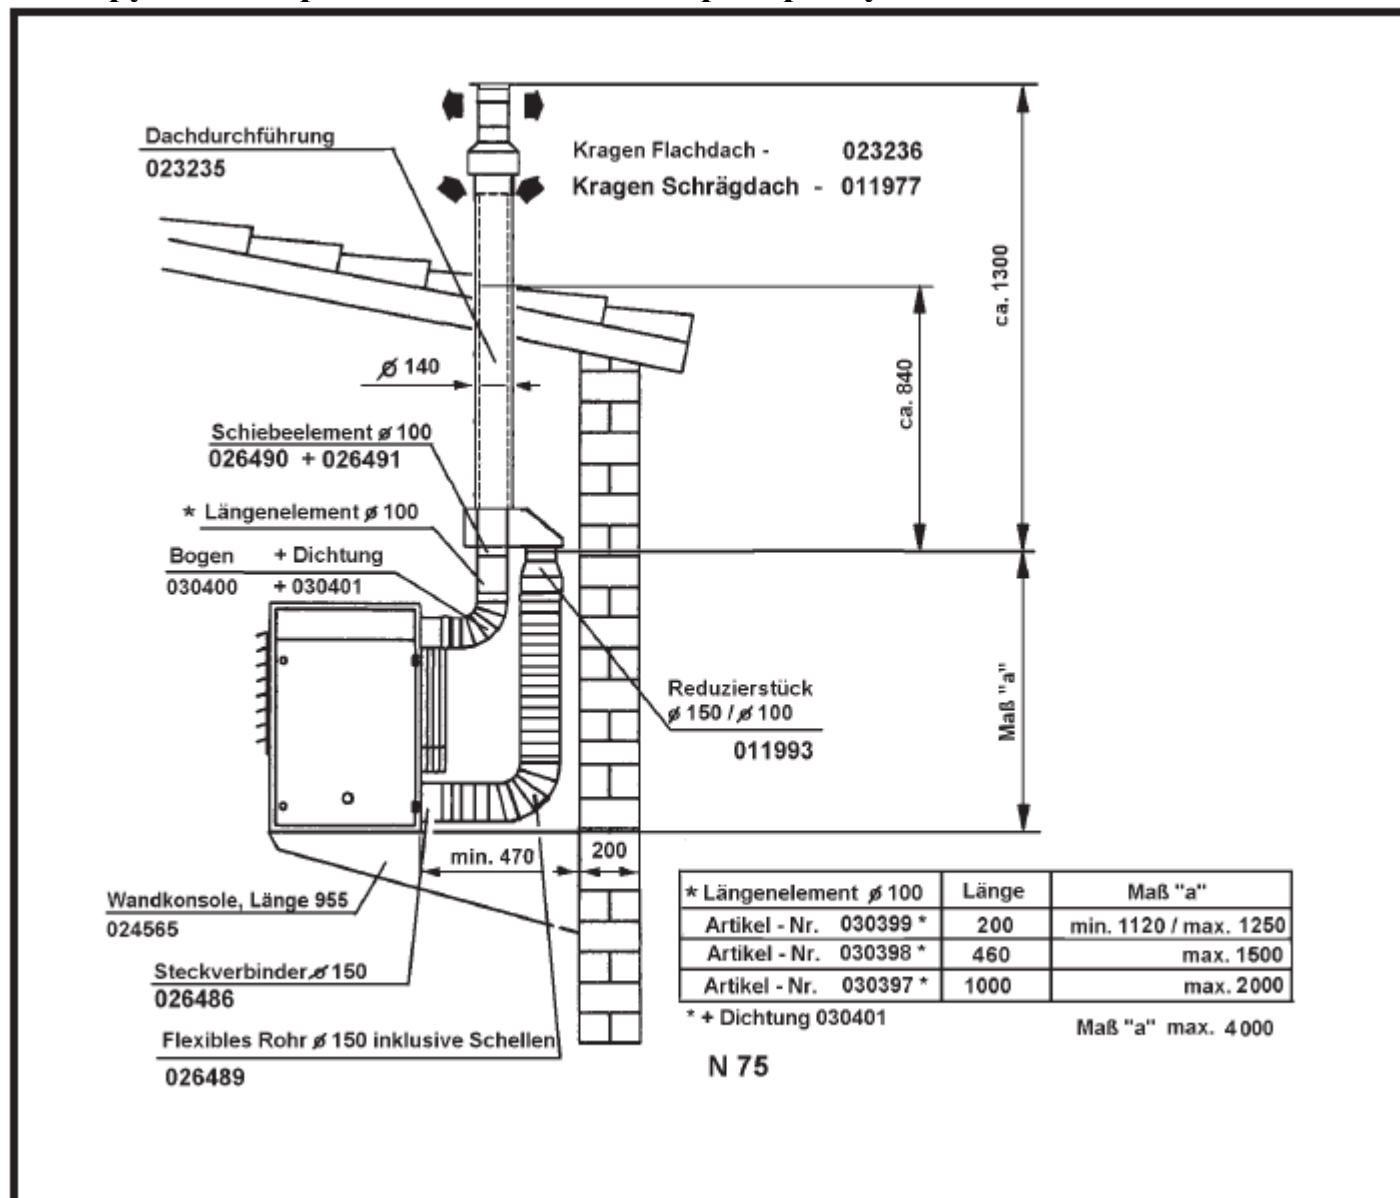 Dachdurchführung
023235
Kragen Flachdach - 023236
Kragen Schrägdach - 011977
ca. 1300
ca. 840
ø 140
Schiebeelement ø 100
026490 + 026491
* Längenelement ø 100
Bogen + Dichtung
030400 + 030401
Reduzierstück
ø 150 / ø 100
011993
Maß "a"
min. 470
200
Wandkonsole, Länge 955
024565
Steckverbinder ø 150
026486
Flexibles Rohr ø 150 inklusive Schellen
026489
* Längenelement ø 100 Länge Maß "a"
Artikel - Nr. 030399 * 200 min. 1120 / max. 1250
Artikel - Nr. 030398 * 460 max. 1500
Artikel - Nr. 030397 * 1000 max. 2000
* + Dichtung 030401
Maß "a" max. 4000
N 75